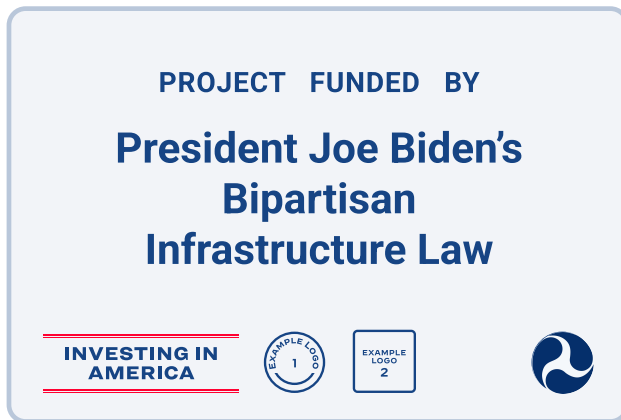 PROJECT FUNDED BY
President Joe Biden’s
Bipartisan
Infrastructure Law
INVESTING IN
AMERICA
EXAMPLE LOGO
1
EXAMPLE
LOGO
2